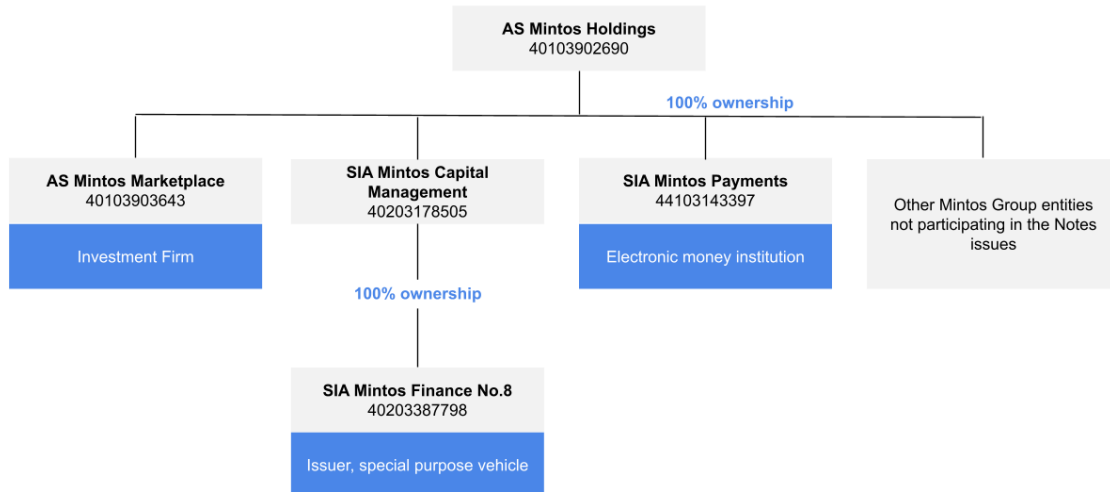 AS Mintos Holdings
40103902690
100% ownership
AS Mintos Marketplace
40103903643
Investment Firm
SIA Mintos Capital
Management
40203178505
SIA Mintos Payments
44103143397
Electronic money institution
Other Mintos Group entities
not participating in the Notes
issues
100% ownership
SIA Mintos Finance No.8
40203387798
Issuer, special purpose vehicle